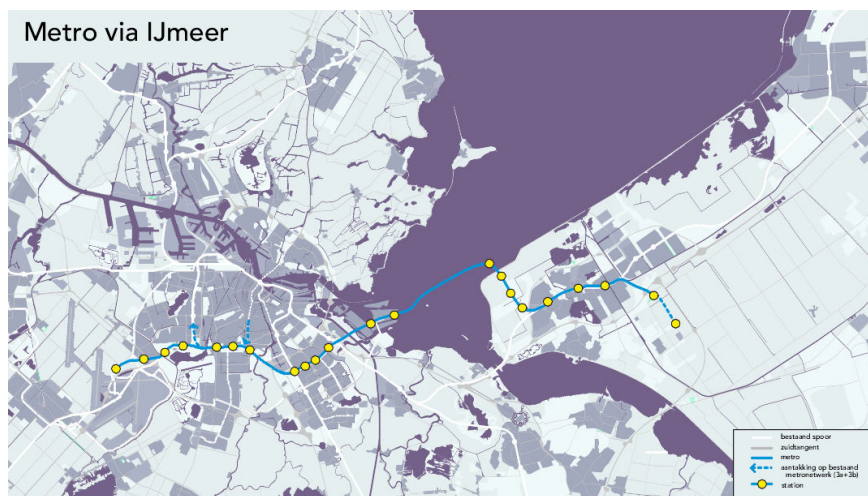 Metro via IJmeer
bestaand spoor
zuidtangent
metro
aantakking op bestaand
metronetwerk (3a+3b)
station